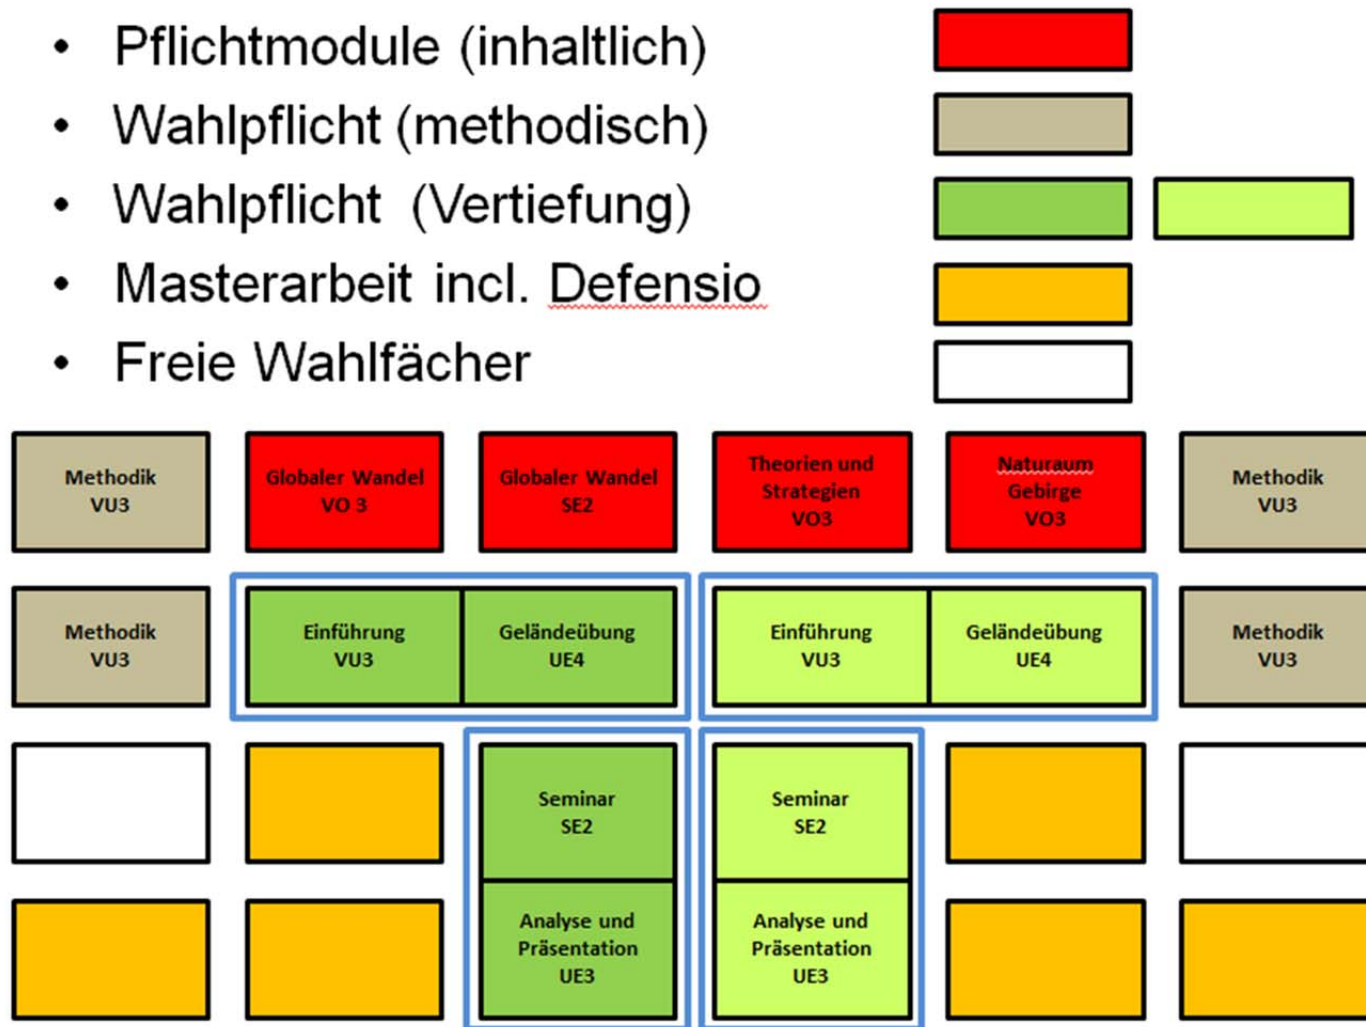 • Pflichtmodule (inhaltlich)
• Wahlpflicht (methodisch)
• Wahlpflicht (Vertiefung)
• Masterarbeit incl. Defensio
• Freie Wahlfächer
Methodik
VU3
Globaler Wandel
VO 3
Globaler Wandel
SE2
Theorien und
Strategien
VO3
Naturaum
Gebirge
VO3
Methodik
VU3
Methodik
VU3
Einführung
VU3
Geländeübung
UE4
Einführung
VU3
Geländeübung
UE4
Methodik
VU3
Seminar
SE2
Seminar
SE2
Analyse und
Präsentation
UE3
Analyse und
Präsentation
UE3